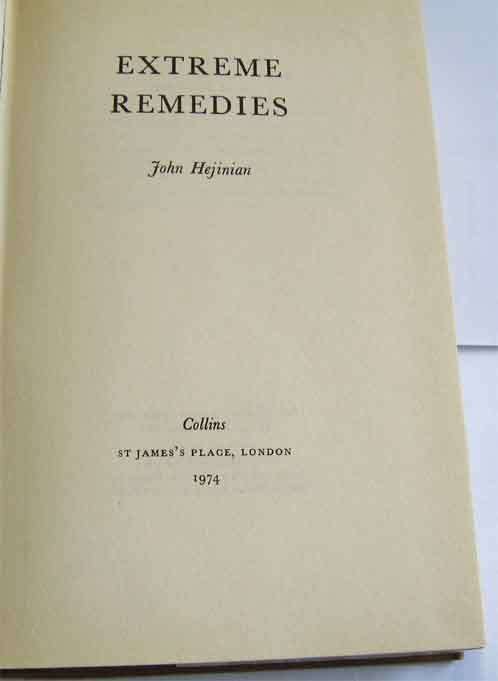 EXTREME
REMEDIES
John Hejinian
Collins
ST JAMES'S PLACE, LONDON
1974